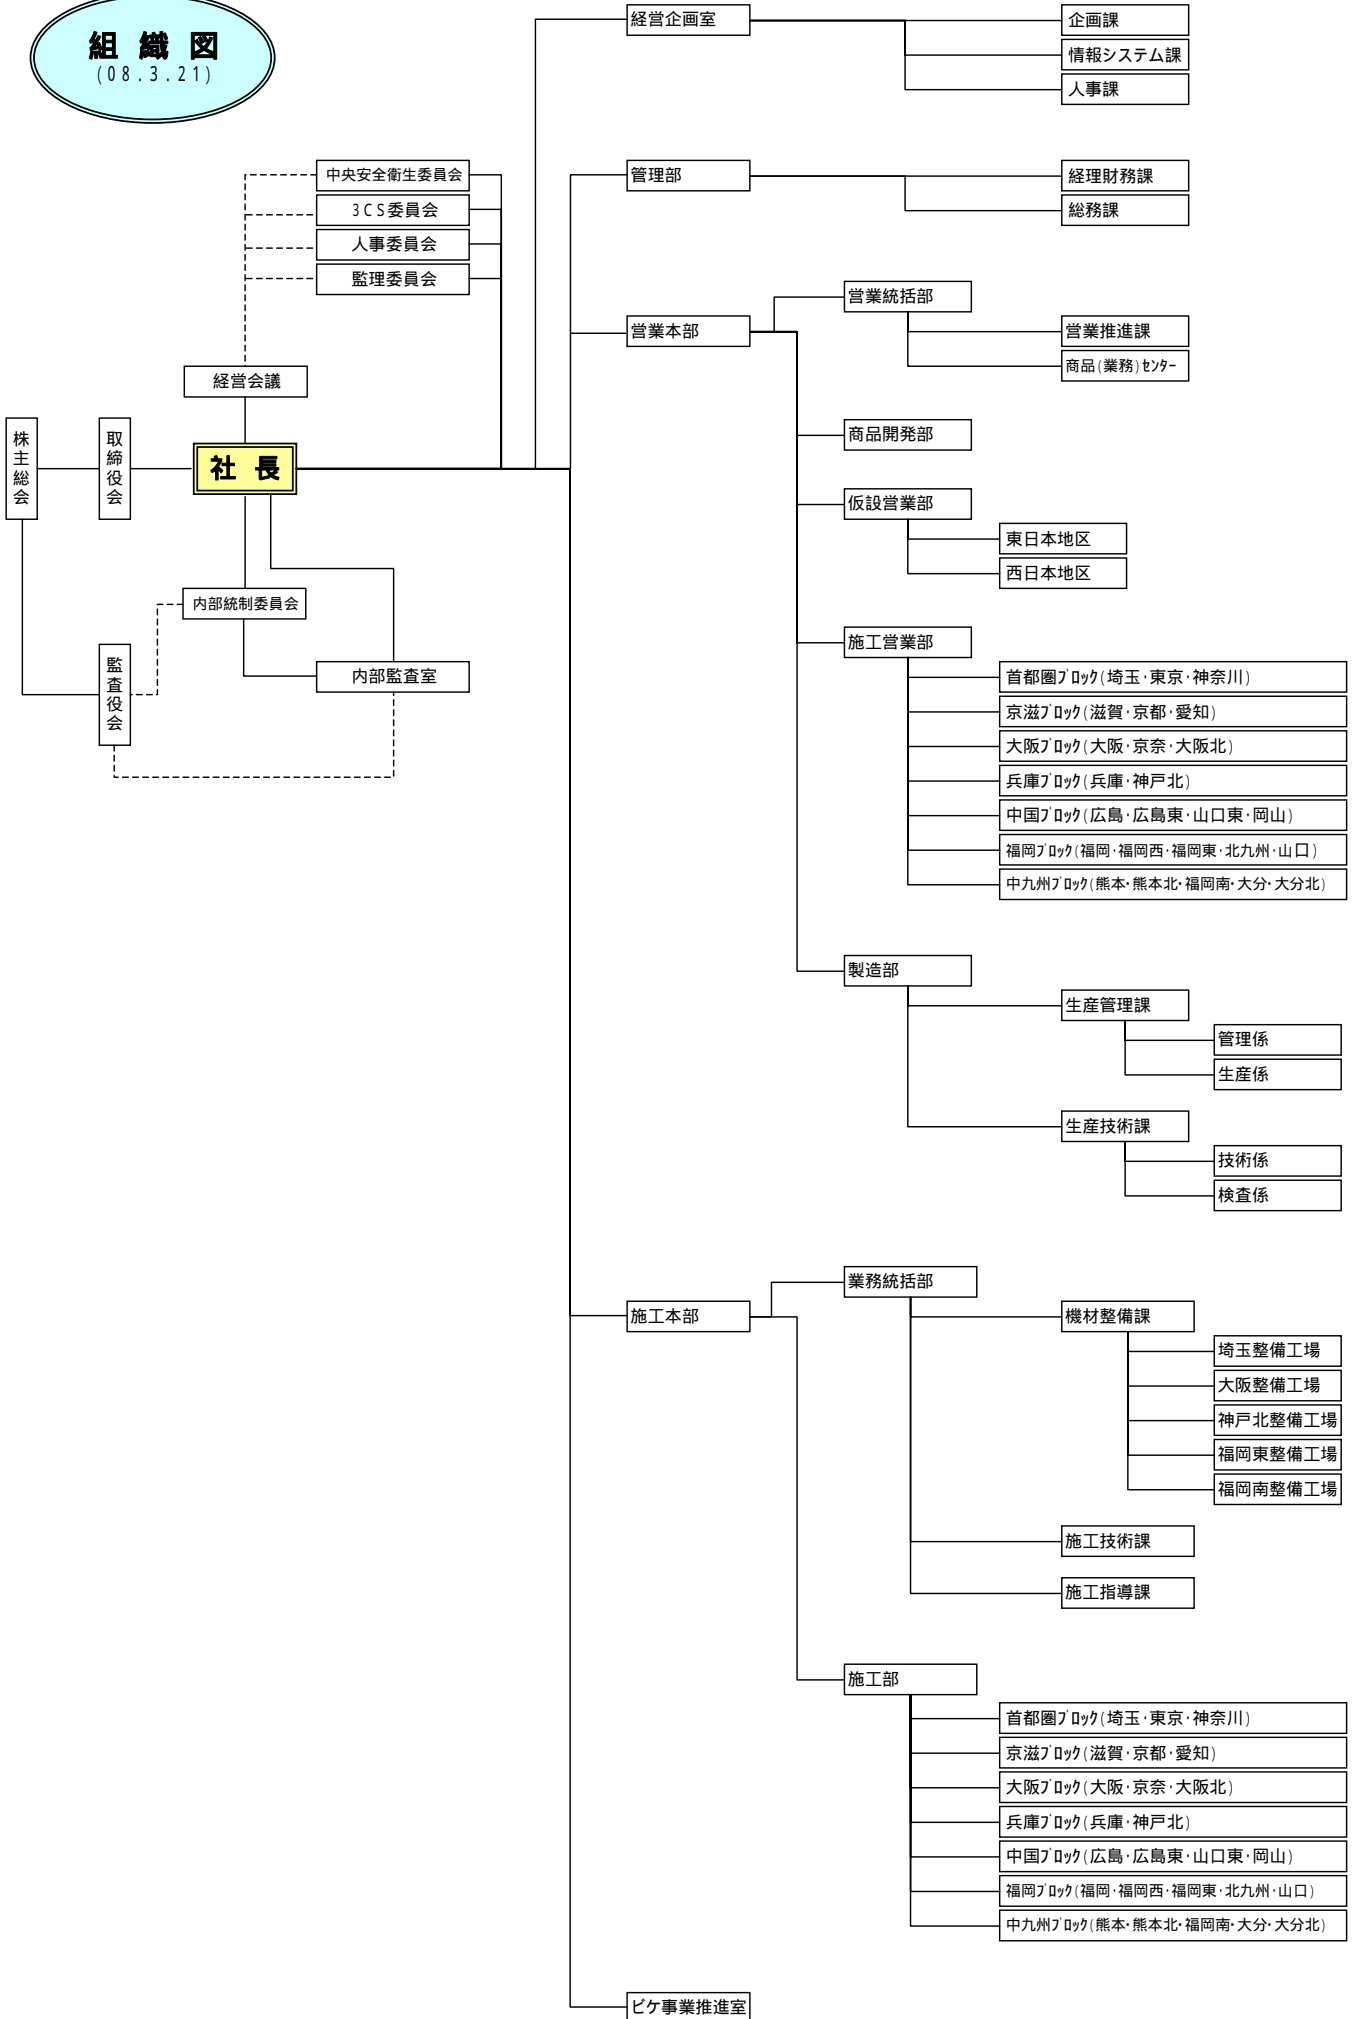 組織図
(08.3.21)
経営企画室
企画課
情報システム課
人事課
中央安全衛生委員会
3CS委員会
人事委員会
監理委員会
管理部
経理財務課
総務課
営業本部
営業統括部
営業推進課
商品(業務)ｾﾝﾀｰ
経営会議
株主総会
取締役会
社長
商品開発部
仮設営業部
東日本地区
西日本地区
内部統制委員会
監査役会
内部監査室
施工営業部
首都圏ﾌﾞﾛｯｸ(埼玉･東京･神奈川)
京滋ﾌﾞﾛｯｸ(滋賀･京都･愛知)
大阪ﾌﾞﾛｯｸ(大阪･京奈･大阪北)
兵庫ﾌﾞﾛｯｸ(兵庫･神戸北)
中国ﾌﾞﾛｯｸ(広島･広島東･山口東･岡山)
福岡ﾌﾞﾛｯｸ(福岡･福岡西･福岡東･北九州･山口)
中九州ﾌﾞﾛｯｸ(熊本･熊本北･福岡南･大分･大分北)
製造部
生産管理課
管理係
生産係
生産技術課
技術係
検査係
施工本部
業務統括部
機材整備課
埼玉整備工場
大阪整備工場
神戸北整備工場
福岡東整備工場
福岡南整備工場
施工技術課
施工指導課
施工部
首都圏ﾌﾞﾛｯｸ(埼玉･東京･神奈川)
京滋ﾌﾞﾛｯｸ(滋賀･京都･愛知)
大阪ﾌﾞﾛｯｸ(大阪･京奈･大阪北)
兵庫ﾌﾞﾛｯｸ(兵庫･神戸北)
中国ﾌﾞﾛｯｸ(広島･広島東･山口東･岡山)
福岡ﾌﾞﾛｯｸ(福岡･福岡西･福岡東･北九州･山口)
中九州ﾌﾞﾛｯｸ(熊本･熊本北･福岡南･大分･大分北)
ビケ事業推進室